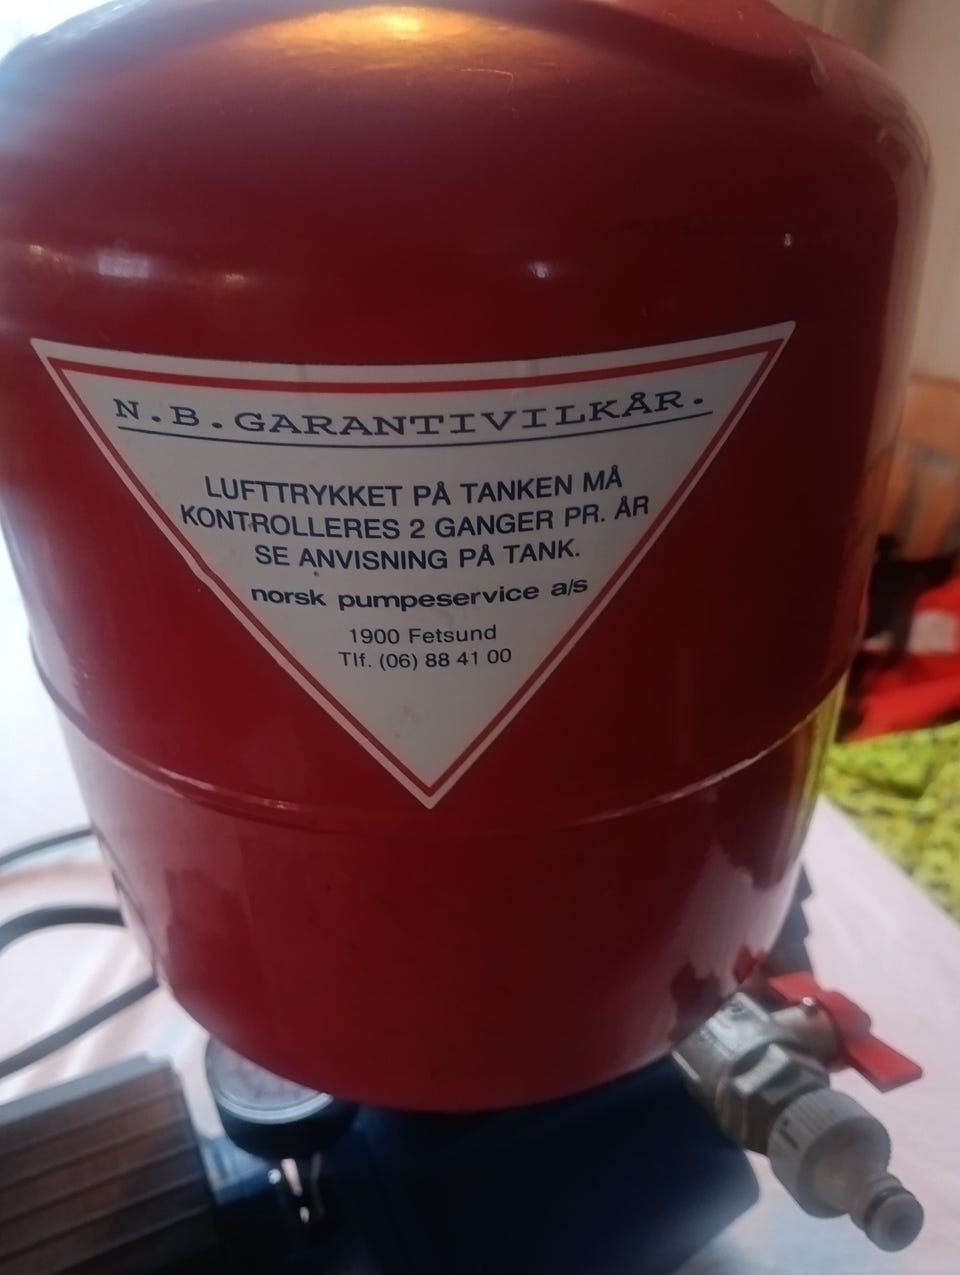 N.B. GARANTIVILKÅR.
LUFTTRYKKET PÅ TANKEN MÅ
KONTROLLERES 2 GANGER PR. ÅR
SE ANVISNING PÅ TANK.
norsk pumpeservice a/s
1900 Fetsund
Tlf. (06) 88 41 00